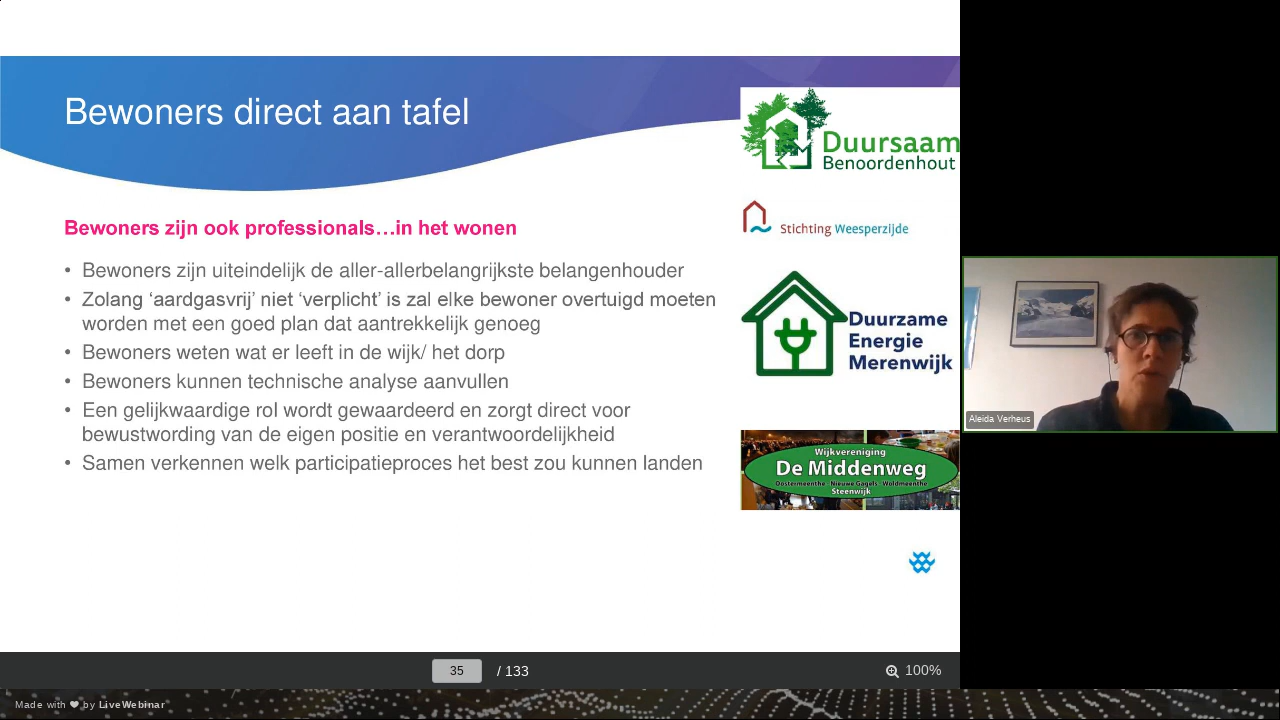 Bewoners direct aan tafel
Duursaam
Benoordenhout
Stichting Weesperzijde
Bewoners zijn ook professionals…in het wonen
• Bewoners zijn uiteindelijk de aller-allerbelangrijkste belangenhouder
• Zolang ‘aardgasvrij’ niet ‘verplicht’ is zal elke bewoner overtuigd moeten
worden met een goed plan dat aantrekkelijk genoeg
• Bewoners weten wat er leeft in de wijk/ het dorp
• Bewoners kunnen technische analyse aanvullen
• Een gelijkwaardige rol wordt gewaardeerd en zorgt direct voor
bewustwording van de eigen positie en verantwoordelijkheid
• Samen verkennen welk participatieproces het best zou kunnen landen
Duurzame
Energie
Merenwijk
Wijkvereniging
De Middenweg
Oostermeenthe · Nieuwe Gagels · Woldmeenthe
Steenwijk
Aleida Verheus
35 / 133
100%
Made with ❤ by LiveWebinar